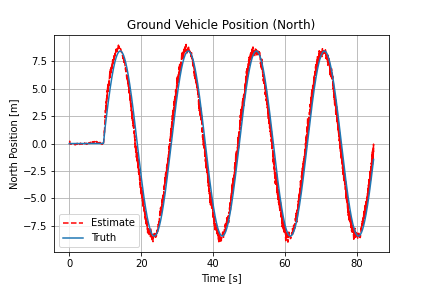 Ground Vehicle Position (North)
North Position [m]
7.5
5.0
2.5
0.0
−2.5
−5.0
−7.5
Estimate
Truth
0 20 40 60 80
Time [s]